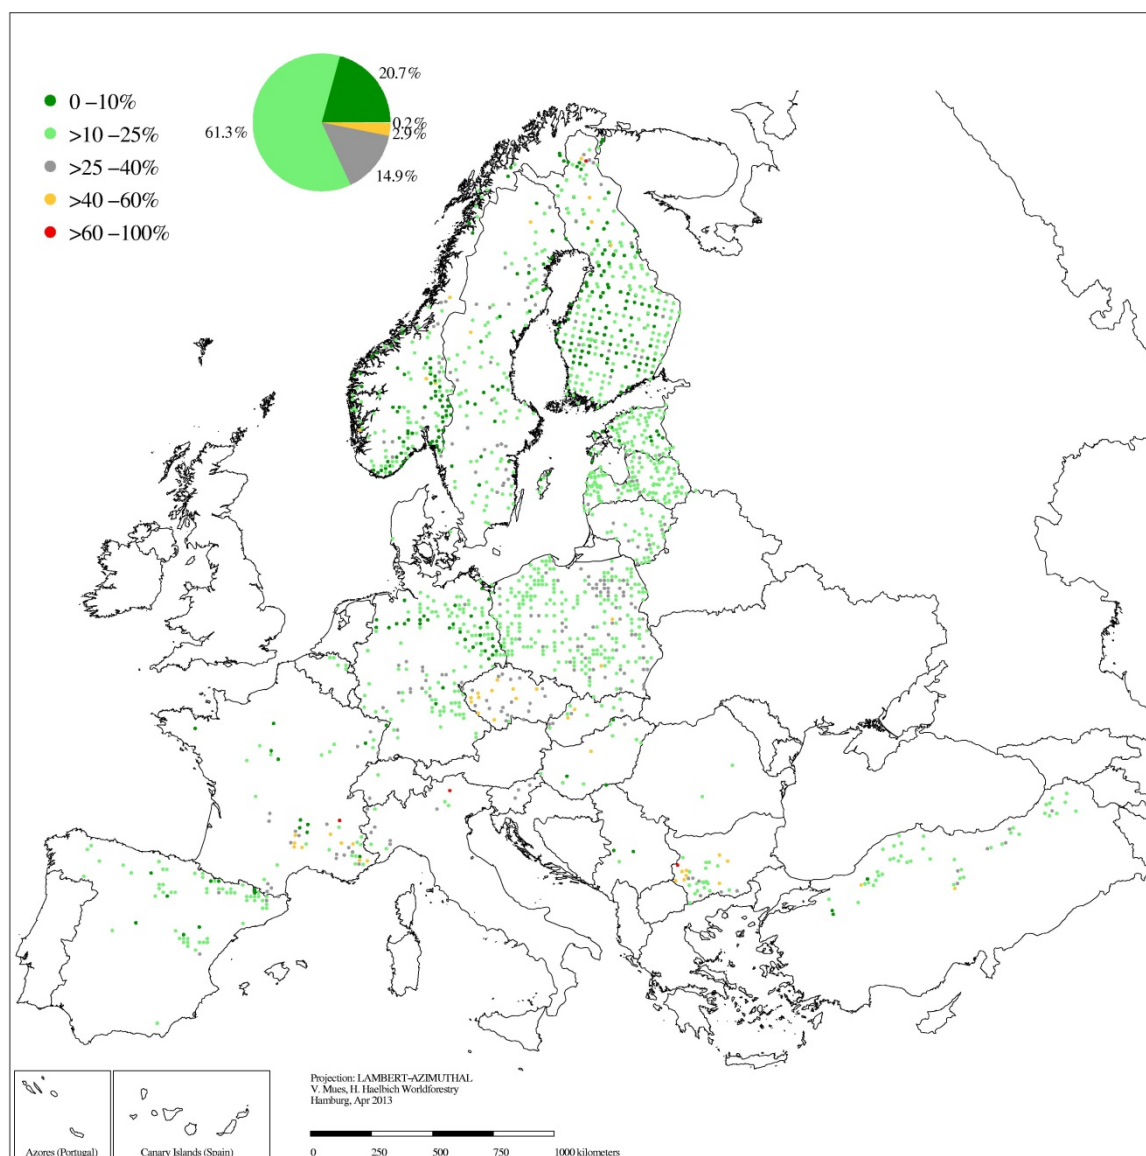 0 –10%
>10 –25%
>25 –40%
>40 –60%
>60 –100%
20.7%
0.2%
2.9%
14.9%
61.3%
Projection: LAMBERT–AZIMUTHAL
V. Mues, H. Haelbich Worldforestry
Hamburg, Apr 2013
0 250 500 750 1000 kilometers
Azores (Portugal)
Canary Islands (Spain)